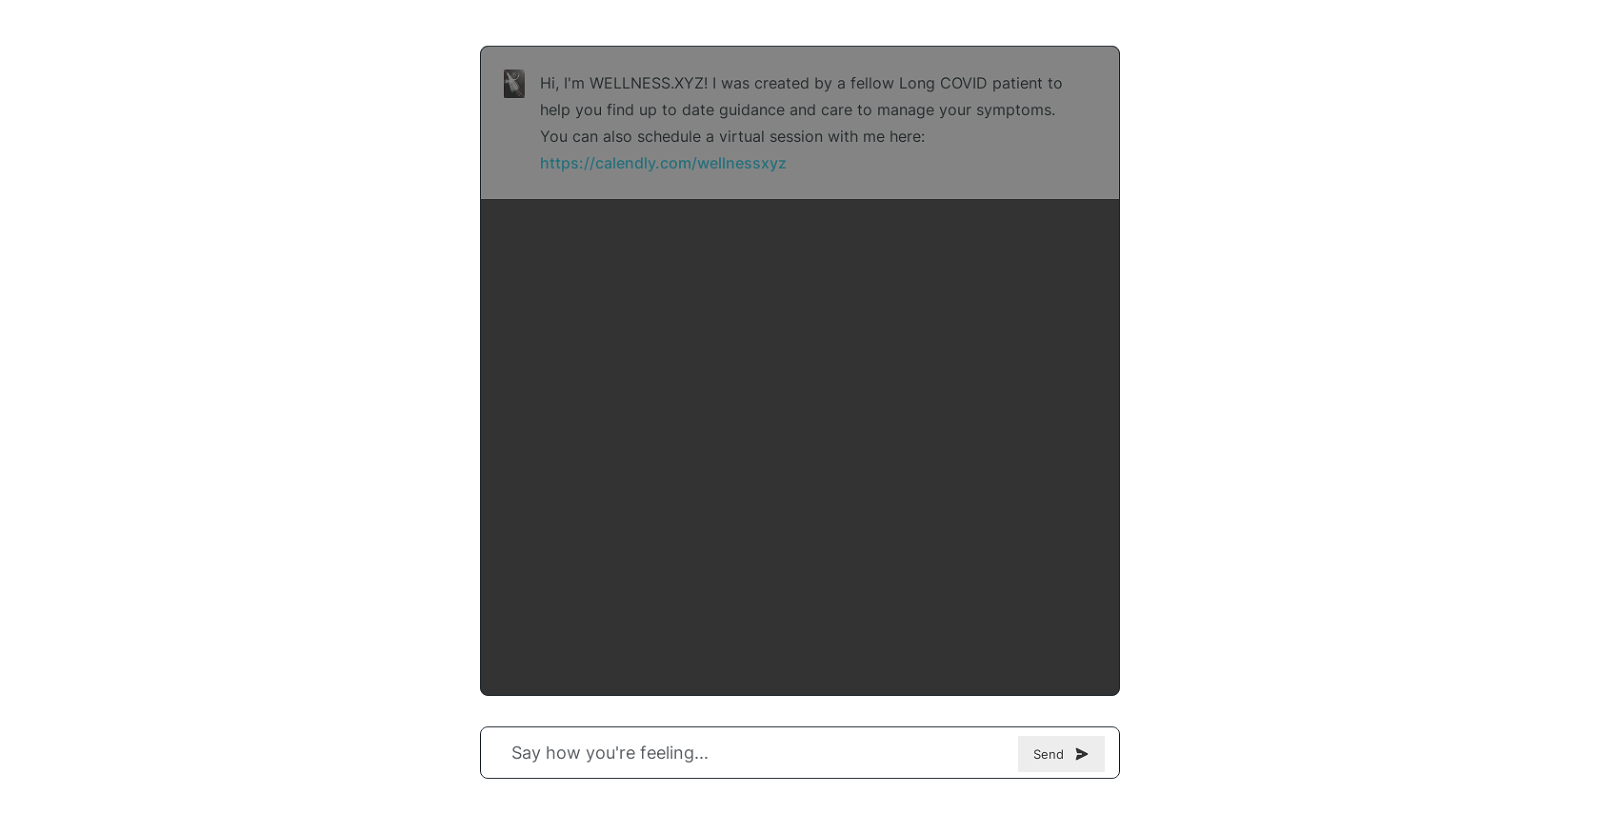 Hi, I'm WELLNESS.XYZ! I was created by a fellow Long COVID patient to
help you find up to date guidance and care to manage your symptoms.
You can also schedule a virtual session with me here:
https://calendly.com/wellnessxyz
Say how you're feeling...
Send